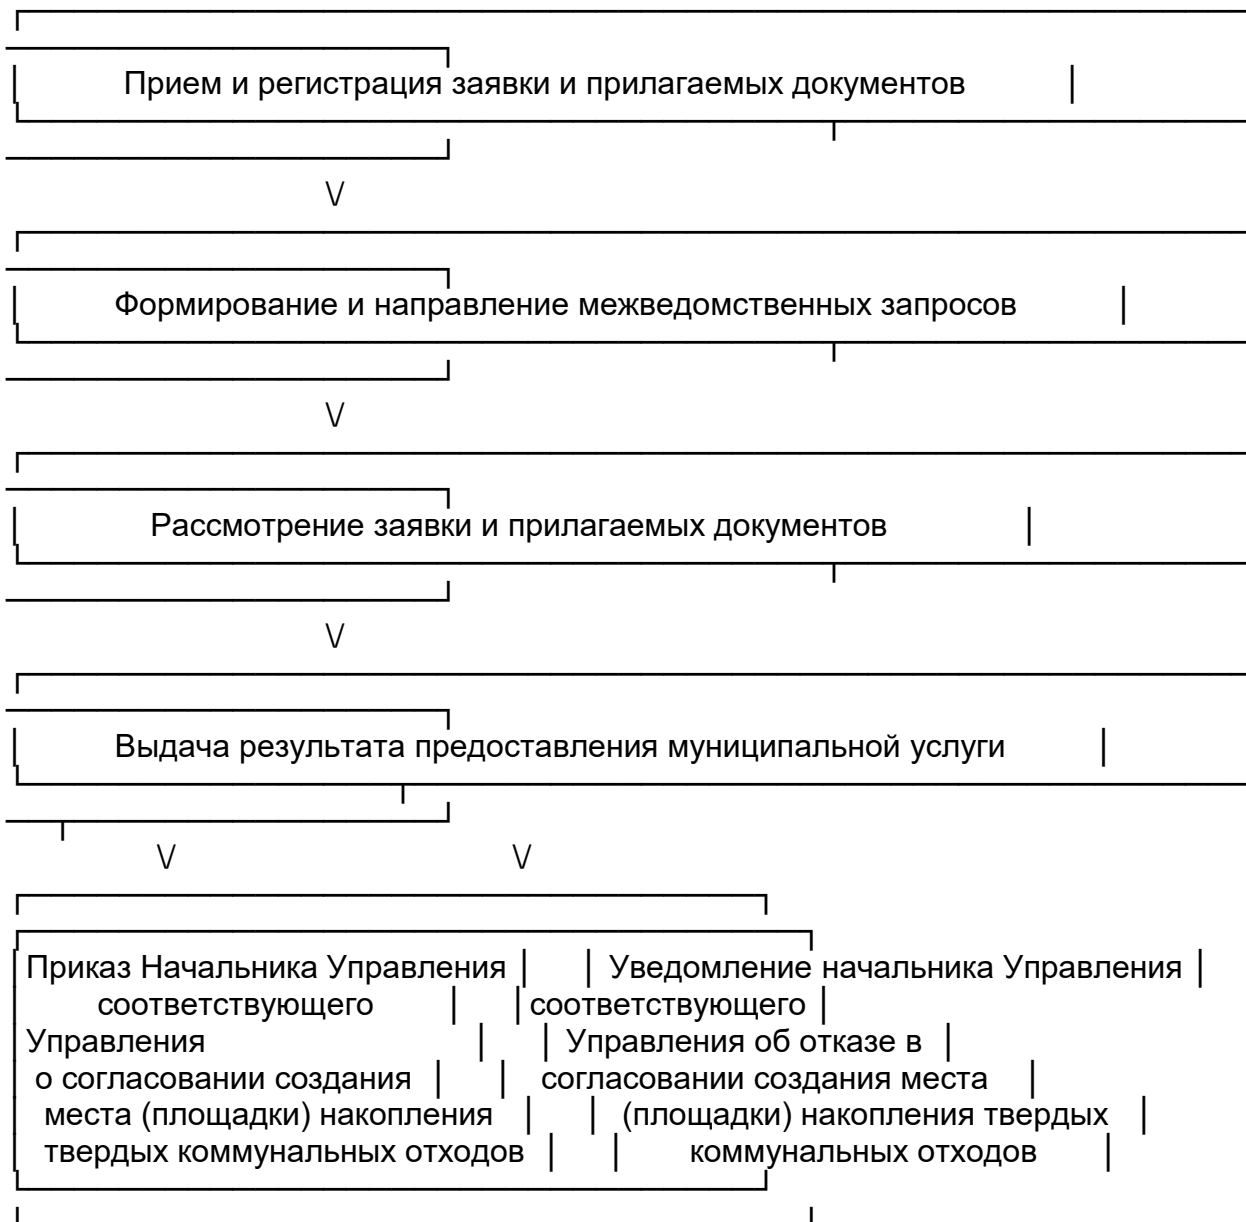 Прием и регистрация заявки и прилагаемых документов
\/
Формирование и направление межведомственных запросов
\/
Рассмотрение заявки и прилагаемых документов
\/
Выдача результата предоставления муниципальной услуги
\/ \/
Приказ Начальника Управления │ │ Уведомление начальника Управления │
соответствующего │ │соответствующего │
Управления │ │ Управления об отказе в │
о согласовании создания │ │ согласовании создания места │
места (площадки) накопления │ │ (площадки) накопления твердых │
твердых коммунальных отходов │ │ коммунальных отходов │